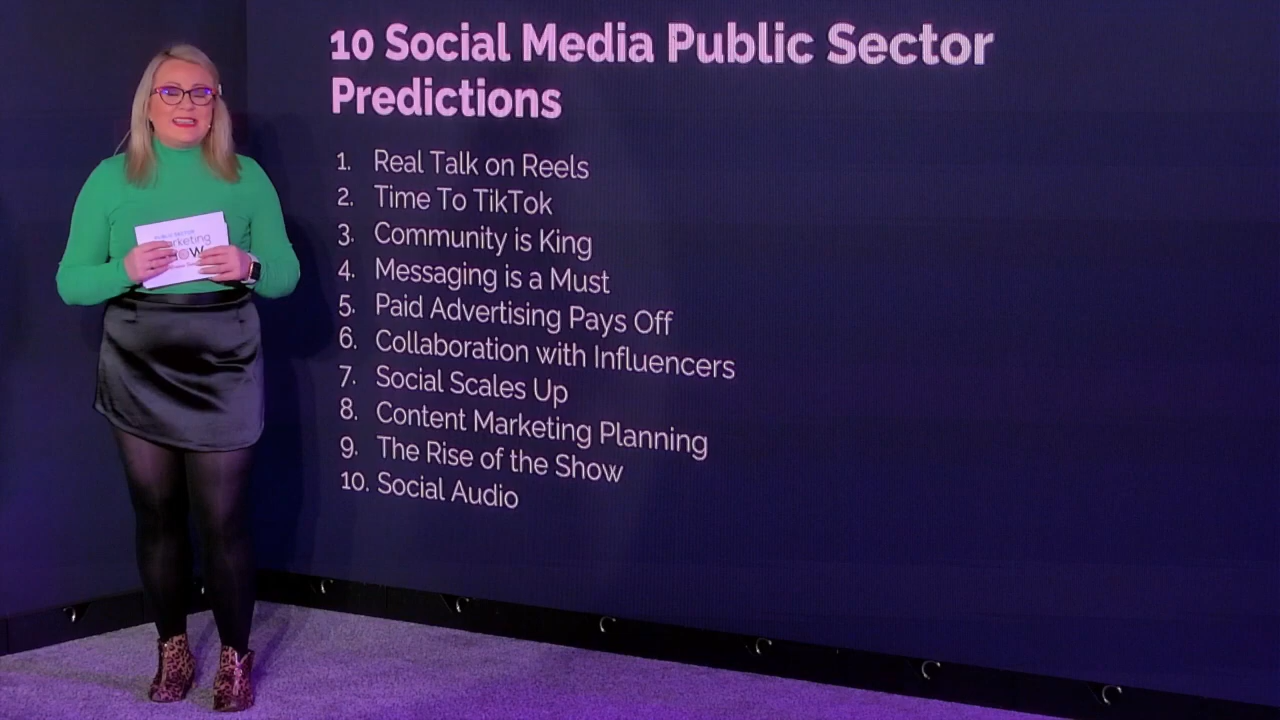 10 Social Media Public Sector
Predictions
1. Real Talk on Reels
2. Time To TikTok
3. Community is King
4. Messaging is a Must
5. Paid Advertising Pays Off
6. Collaboration with Influencers
7. Social Scales Up
8. Content Marketing Planning
9. The Rise of the Show
10. Social Audio
PUBLIC SECTOR